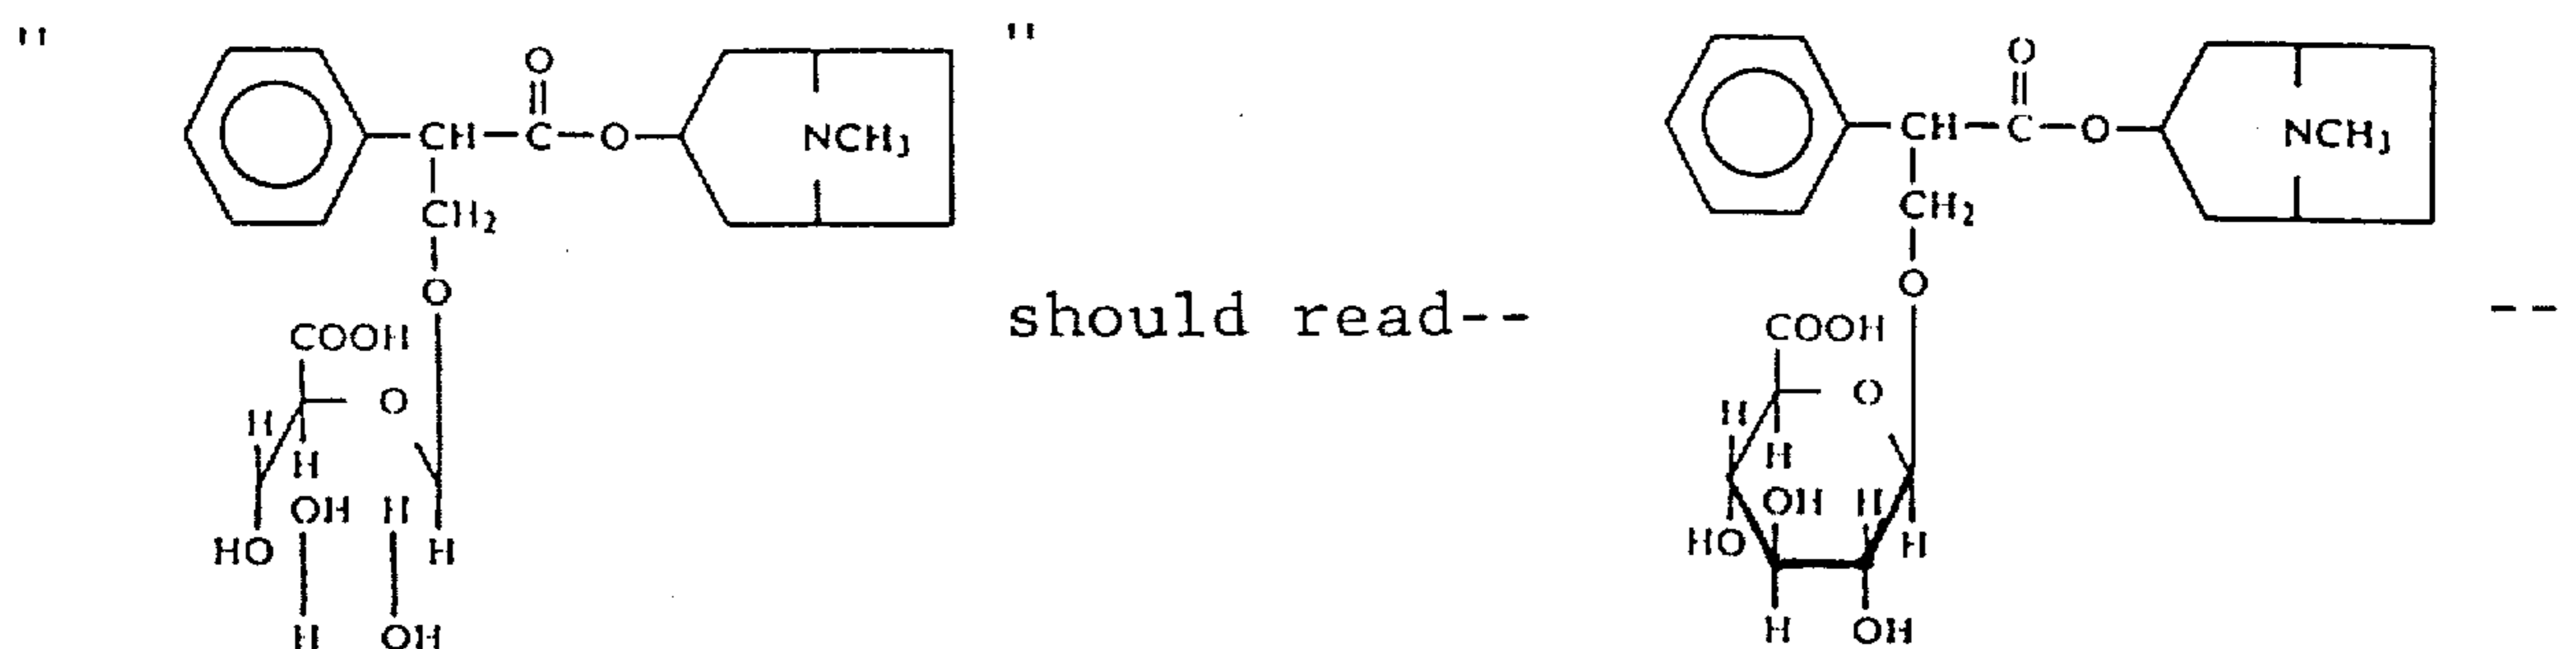 " "
O O
CH C O NCH3 CH C O NCH3
CH2 CH2
O O
should read-- --
COOH COOH
O O
H H
H H
OH H OH H
HO H HO H
H OH H OH